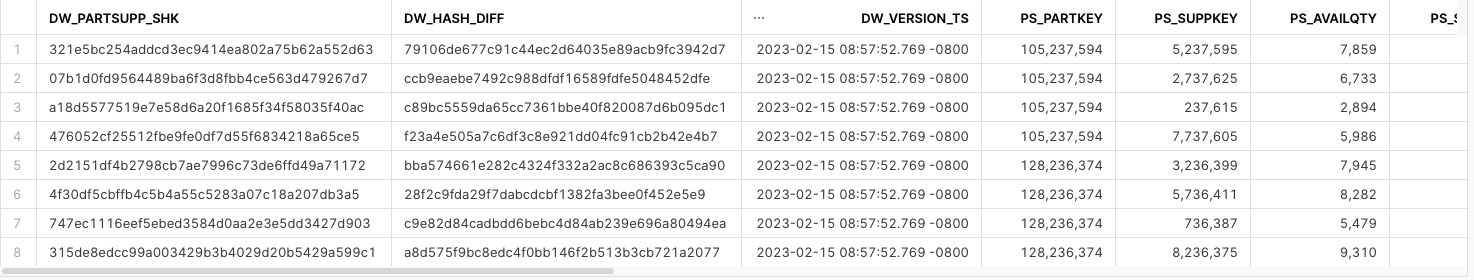 DW_PARTSUPP_SHK DW_HASH_DIFF ... DW_VERSION_TS PS_PARTKEY PS_SUPPKEY PS_AVAILQTY PS_S
1 321e5bc254addcd3ec9414ea802a75b62a552d63 79106de677c91c44ec2d64035e89acb9fc3942d7 2023-02-15 08:57:52.769 -0800 105,237,594 5,237,595 7,859
2 07b1d0fd9564489ba6f3d8fbb4ce563d479267d7 ccb9eaebe7492c988dfdf16589fdfe5048452dfe 2023-02-15 08:57:52.769 -0800 105,237,594 2,737,625 6,733
3 a18d5577519e7e58d6a20f1685f34f58035f40ac c89bc5559da65cc7361bbe40f820087d6b095dc1 2023-02-15 08:57:52.769 -0800 105,237,594 237,615 2,894
4 476052cf25512fbe9fe0df7d55f6834218a65ce5 f23a4e505a7c6df3c8e921dd04fc91cb2b42e4b7 2023-02-15 08:57:52.769 -0800 105,237,594 7,737,605 5,986
5 2d2151df4b2798cb7ae7996c73de6ffd49a71172 bba574661e282c4324f332a2ac8c686393c5ca90 2023-02-15 08:57:52.769 -0800 128,236,374 3,236,399 7,945
6 4f30df5cbffb4c5b4a55c5283a07c18a207db3a5 28f2c9fda29f7dabcdcbf1382fa3bee0f452e5e9 2023-02-15 08:57:52.769 -0800 128,236,374 5,736,411 8,282
7 747ec1116eef5ebed3584d0aa2e3e5dd3427d903 c9e82d84cadbdd6bebc4d84ab239e696a80494ea 2023-02-15 08:57:52.769 -0800 128,236,374 736,387 5,479
8 315de8edcc99a003429b3b4029d20b5429a599c1 a8d575f9bc8edc4f0bb146f2b513b3cb721a2077 2023-02-15 08:57:52.769 -0800 128,236,374 8,236,375 9,310